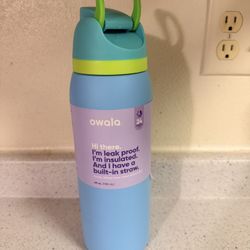 owala
Hi there.
I'm leak proof.
I'm insulated.
And I have a
built-in straw.